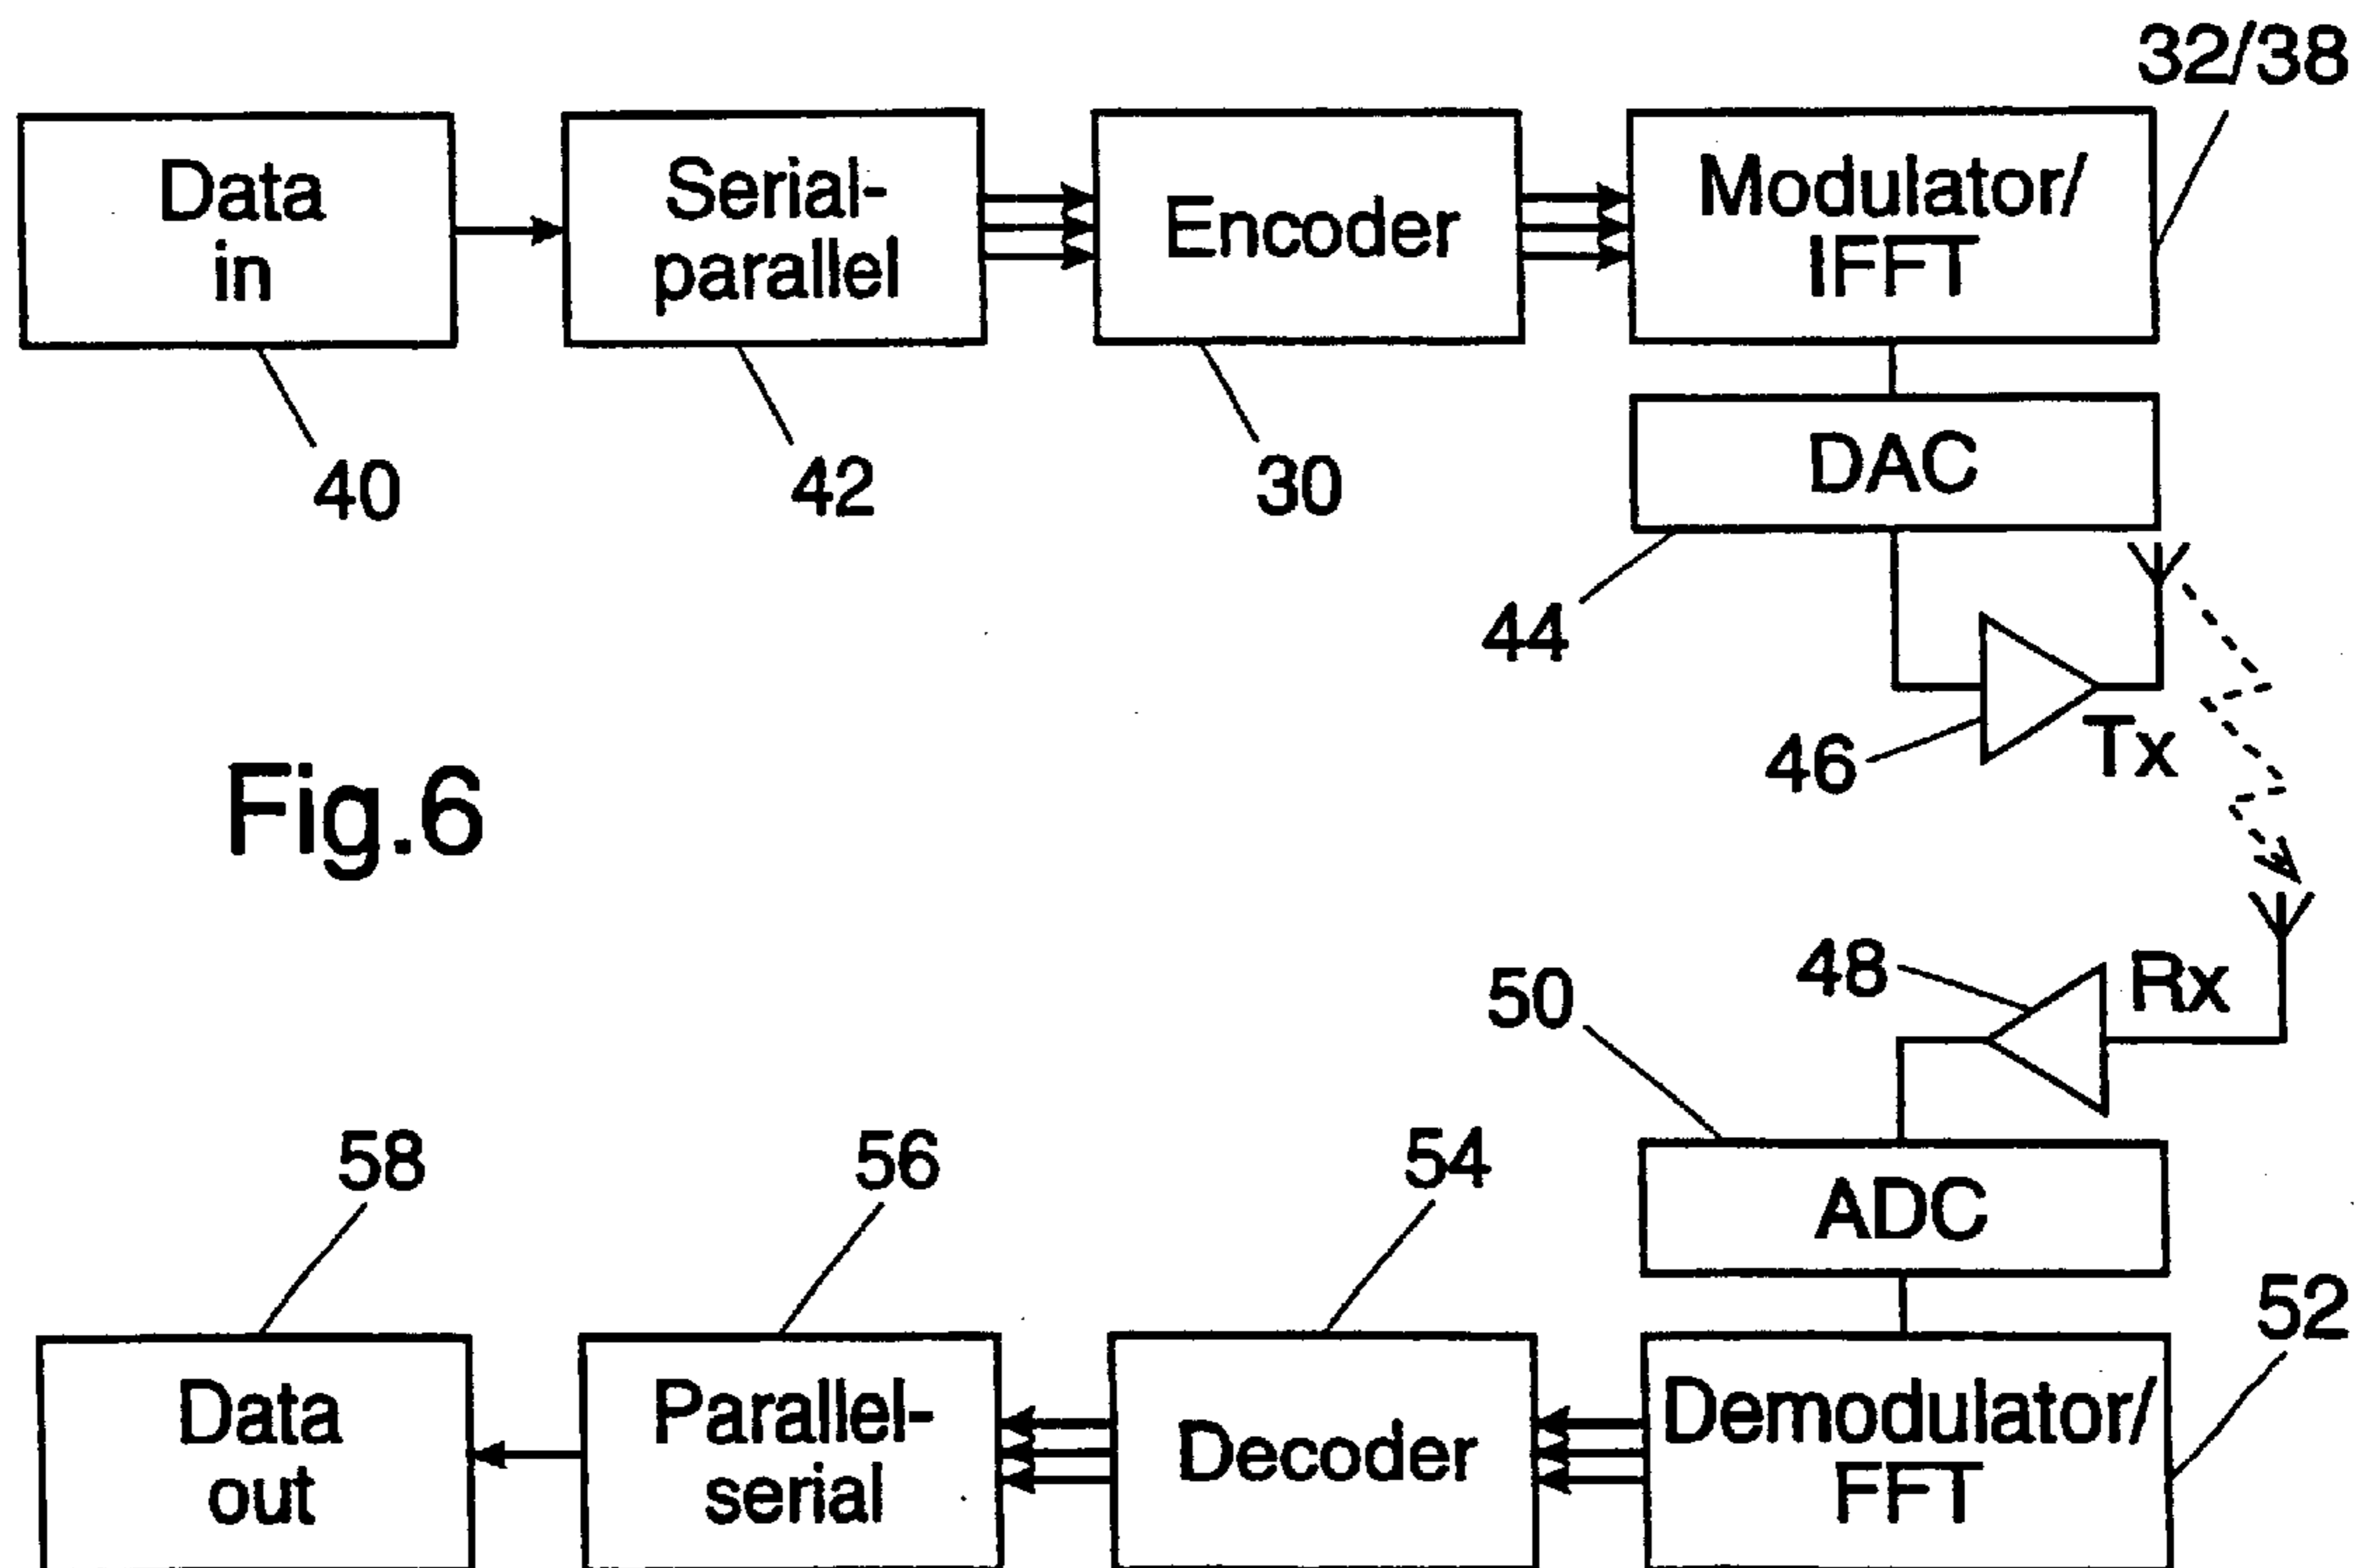 32/38
Data
in
Serial-
parallel
Encoder
Modulator/
IFFT
40
42
30
DAC
44
46
Tx
Fig.6
48
Rx
50
58
56
54
ADC
52
Data
out
Parallel-
serial
Decoder
Demodulator/
FFT